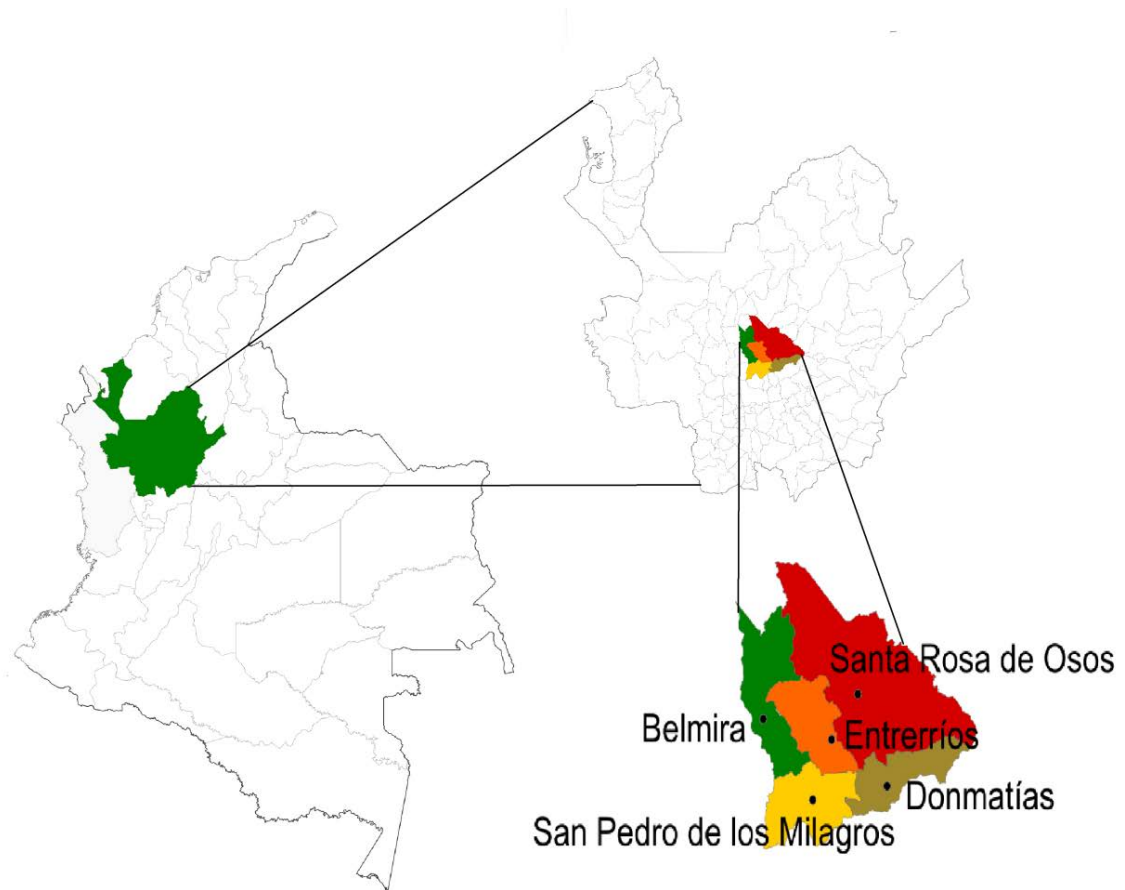 Santa Rosa de Osos
Belmira
Entrerríos
Donmatías
San Pedro de los Milagros